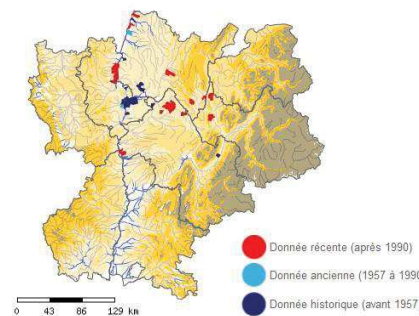 Donnée récente (après 1990)
Donnée ancienne (1957 à 1990
Donnée historique (avant 1957
0 43 86 129 km